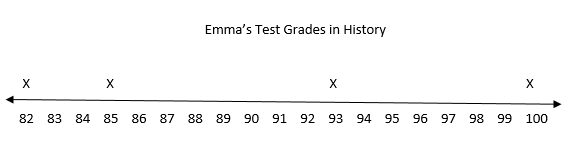 Emma's Test Grades in History
X X X X
82 83 84 85 86 87 88 89 90 91 92 93 94 95 96 97 98 99 100